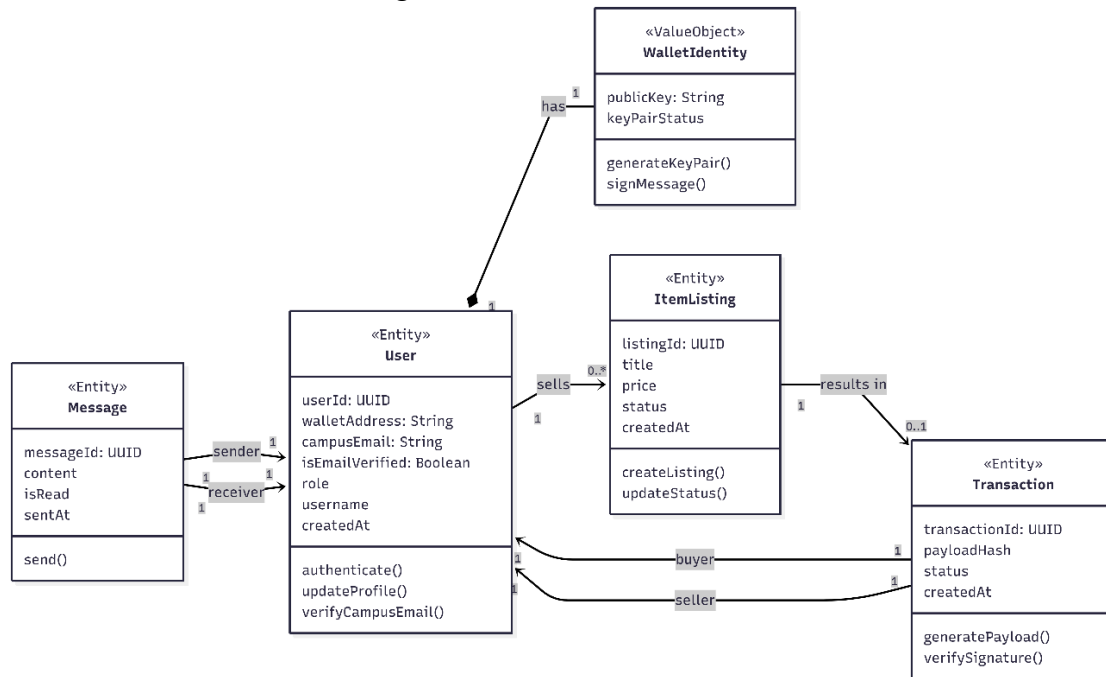 «ValueObject»
WalletIdentity
publicKey: String
keyPairStatus
generateKeyPair()
signMessage()
has
1
1
«Entity»
ItemListing
listingId: UUID
title
price
status
createdAt
createListing()
updateStatus()
«Entity»
User
userId: UUID
walletAddress: String
campusEmail: String
isEmailVerified: Boolean
role
username
createdAt
authenticate()
updateProfile()
verifyCampusEmail()
sells
0..*
1
results in
1
0..1
«Entity»
Message
messageId: UUID
content
isRead
sentAt
send()
sender
1
1
receiver
1
1
«Entity»
Transaction
transactionId: UUID
payloadHash
status
createdAt
generatePayload()
verifySignature()
buyer
1
1
seller
1
1